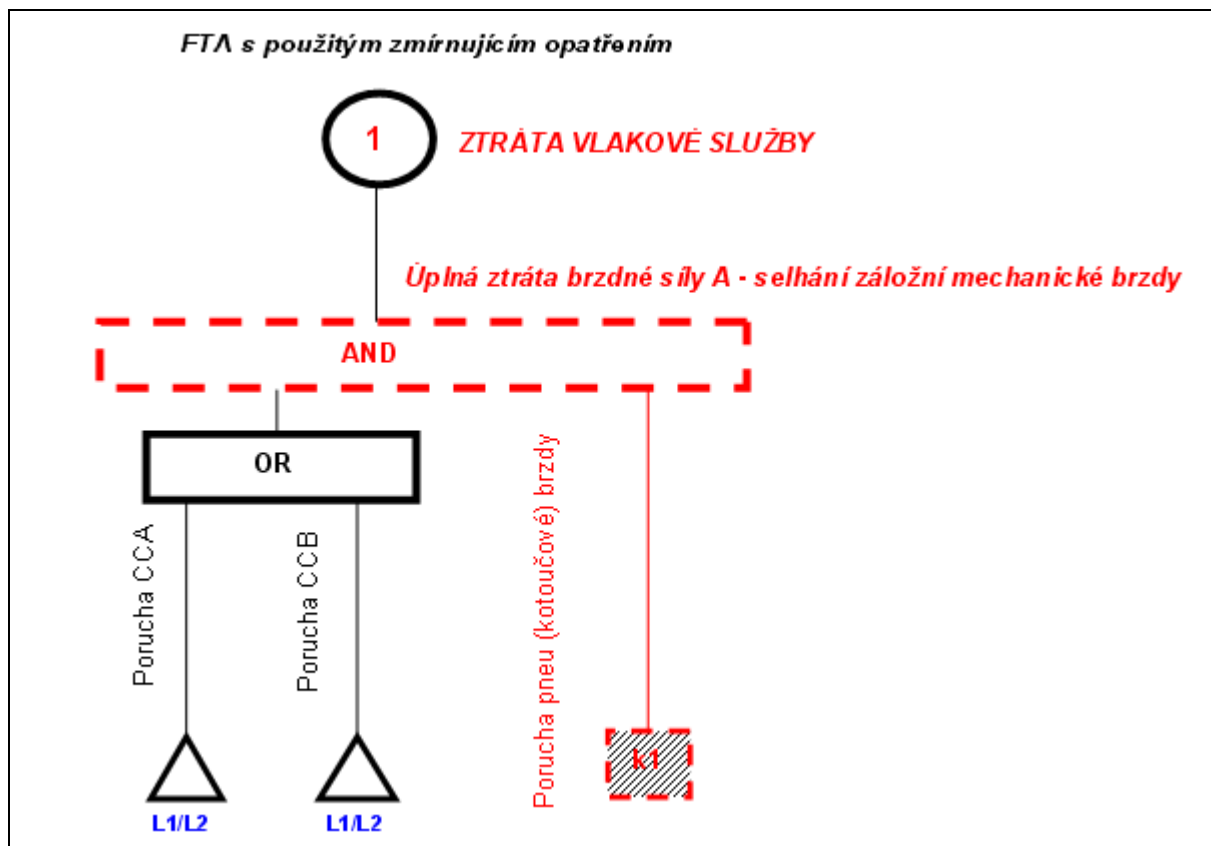 FTA s použitým zmírnujícím opatřením
1
ZTRÁTA VLAKOVÉ SLUŽBY
Úplná ztráta brzdné síly A - selhání záložní mechanické brzdy
AND
OR
Porucha CCA
Porucha CCB
Porucha pneu (kotoučové) brzdy
k1
L1/L2
L1/L2